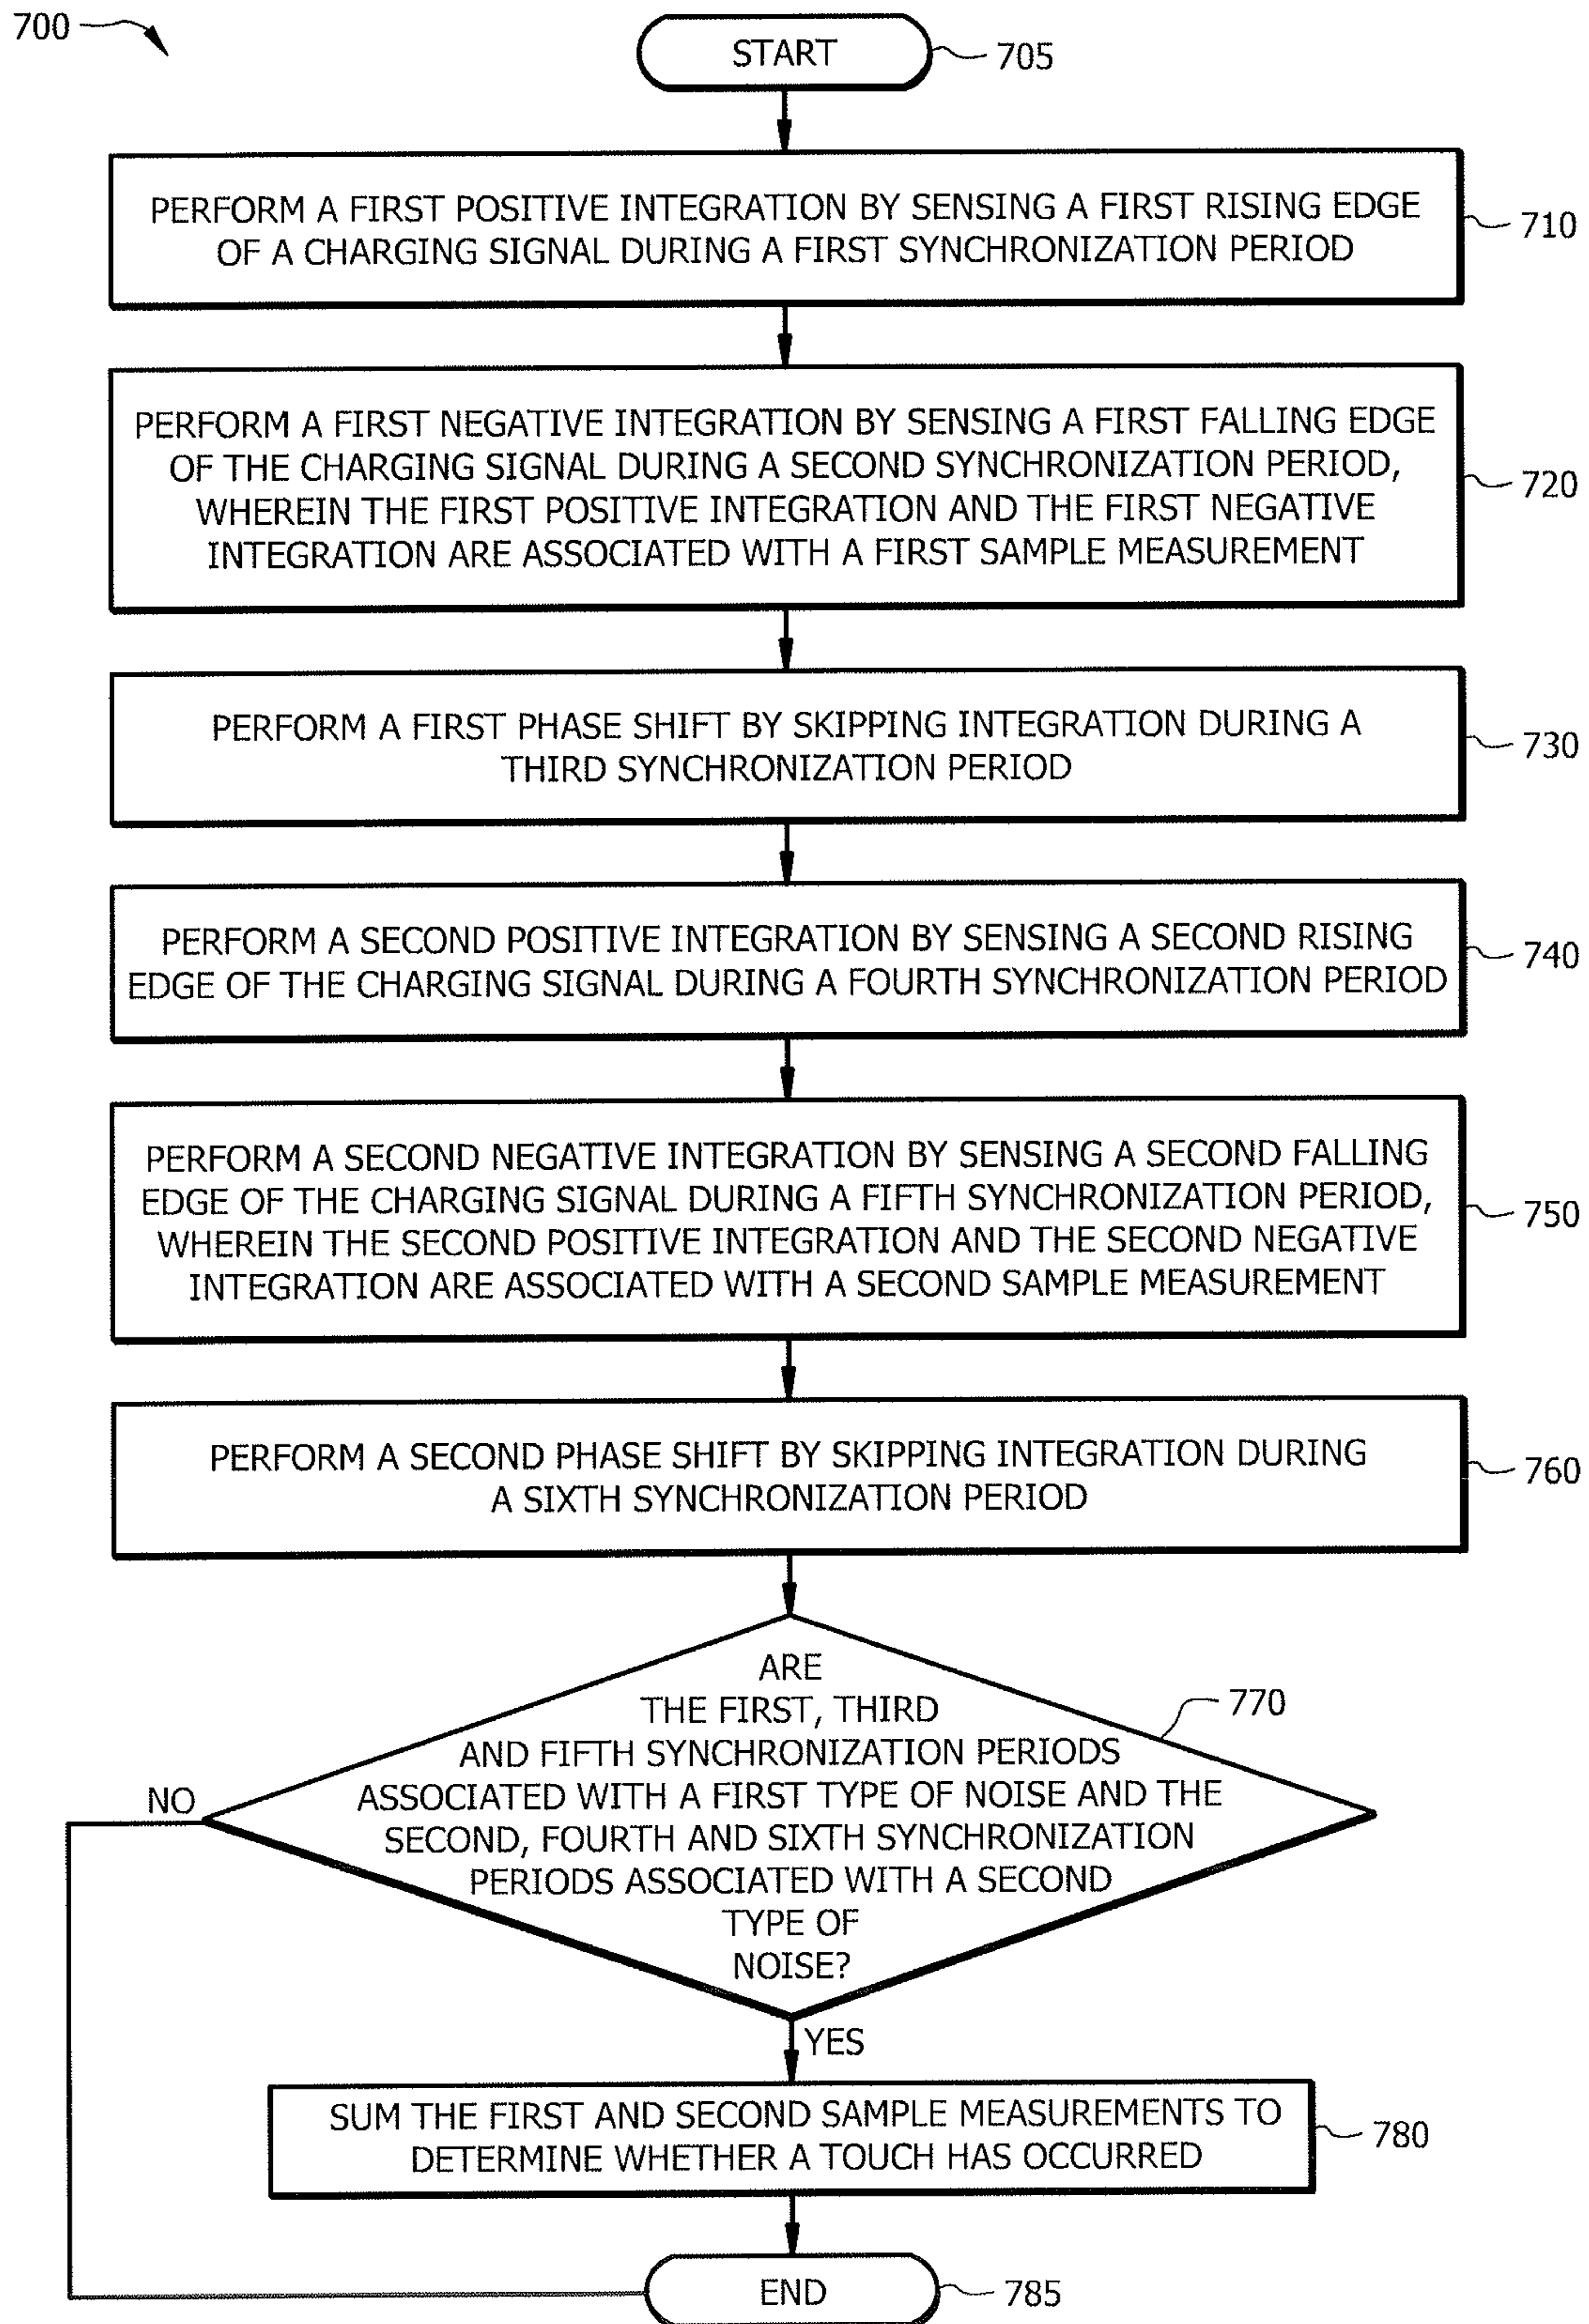 700
START
705
PERFORM A FIRST POSITIVE INTEGRATION BY SENSING A FIRST RISING EDGE
OF A CHARGING SIGNAL DURING A FIRST SYNCHRONIZATION PERIOD
710
PERFORM A FIRST NEGATIVE INTEGRATION BY SENSING A FIRST FALLING EDGE
OF THE CHARGING SIGNAL DURING A SECOND SYNCHRONIZATION PERIOD,
WHEREIN THE FIRST POSITIVE INTEGRATION AND THE FIRST NEGATIVE
INTEGRATION ARE ASSOCIATED WITH A FIRST SAMPLE MEASUREMENT
720
PERFORM A FIRST PHASE SHIFT BY SKIPPING INTEGRATION DURING A
THIRD SYNCHRONIZATION PERIOD
730
PERFORM A SECOND POSITIVE INTEGRATION BY SENSING A SECOND RISING
EDGE OF THE CHARGING SIGNAL DURING A FOURTH SYNCHRONIZATION PERIOD
740
PERFORM A SECOND NEGATIVE INTEGRATION BY SENSING A SECOND FALLING
EDGE OF THE CHARGING SIGNAL DURING A FIFTH SYNCHRONIZATION PERIOD,
WHEREIN THE SECOND POSITIVE INTEGRATION AND THE SECOND NEGATIVE
INTEGRATION ARE ASSOCIATED WITH A SECOND SAMPLE MEASUREMENT
750
PERFORM A SECOND PHASE SHIFT BY SKIPPING INTEGRATION DURING
A SIXTH SYNCHRONIZATION PERIOD
760
ARE
THE FIRST, THIRD
AND FIFTH SYNCHRONIZATION PERIODS
ASSOCIATED WITH A FIRST TYPE OF NOISE AND THE
SECOND, FOURTH AND SIXTH SYNCHRONIZATION
PERIODS ASSOCIATED WITH A SECOND
TYPE OF
NOISE?
770
NO
YES
SUM THE FIRST AND SECOND SAMPLE MEASUREMENTS TO
DETERMINE WHETHER A TOUCH HAS OCCURRED
780
END
785